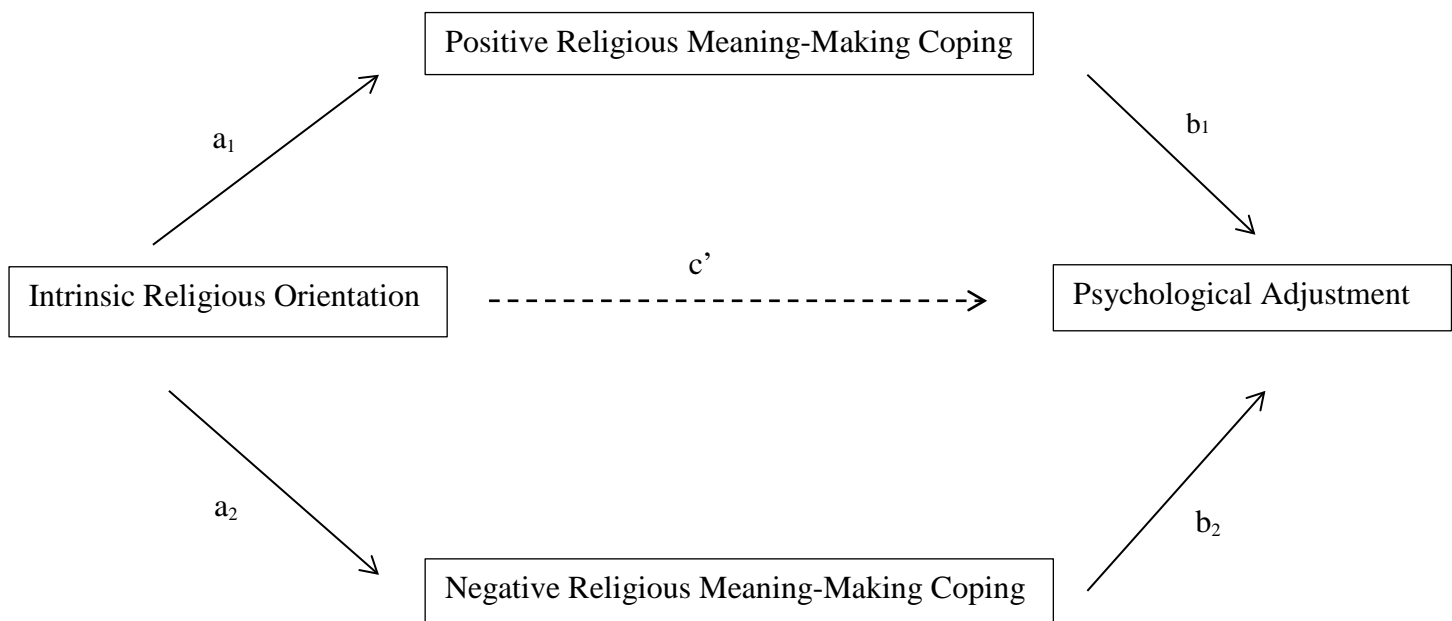 Positive Religious Meaning-Making Coping
a₁
b₁
c’
Intrinsic Religious Orientation
Psychological Adjustment
a₂
b₂
Negative Religious Meaning-Making Coping